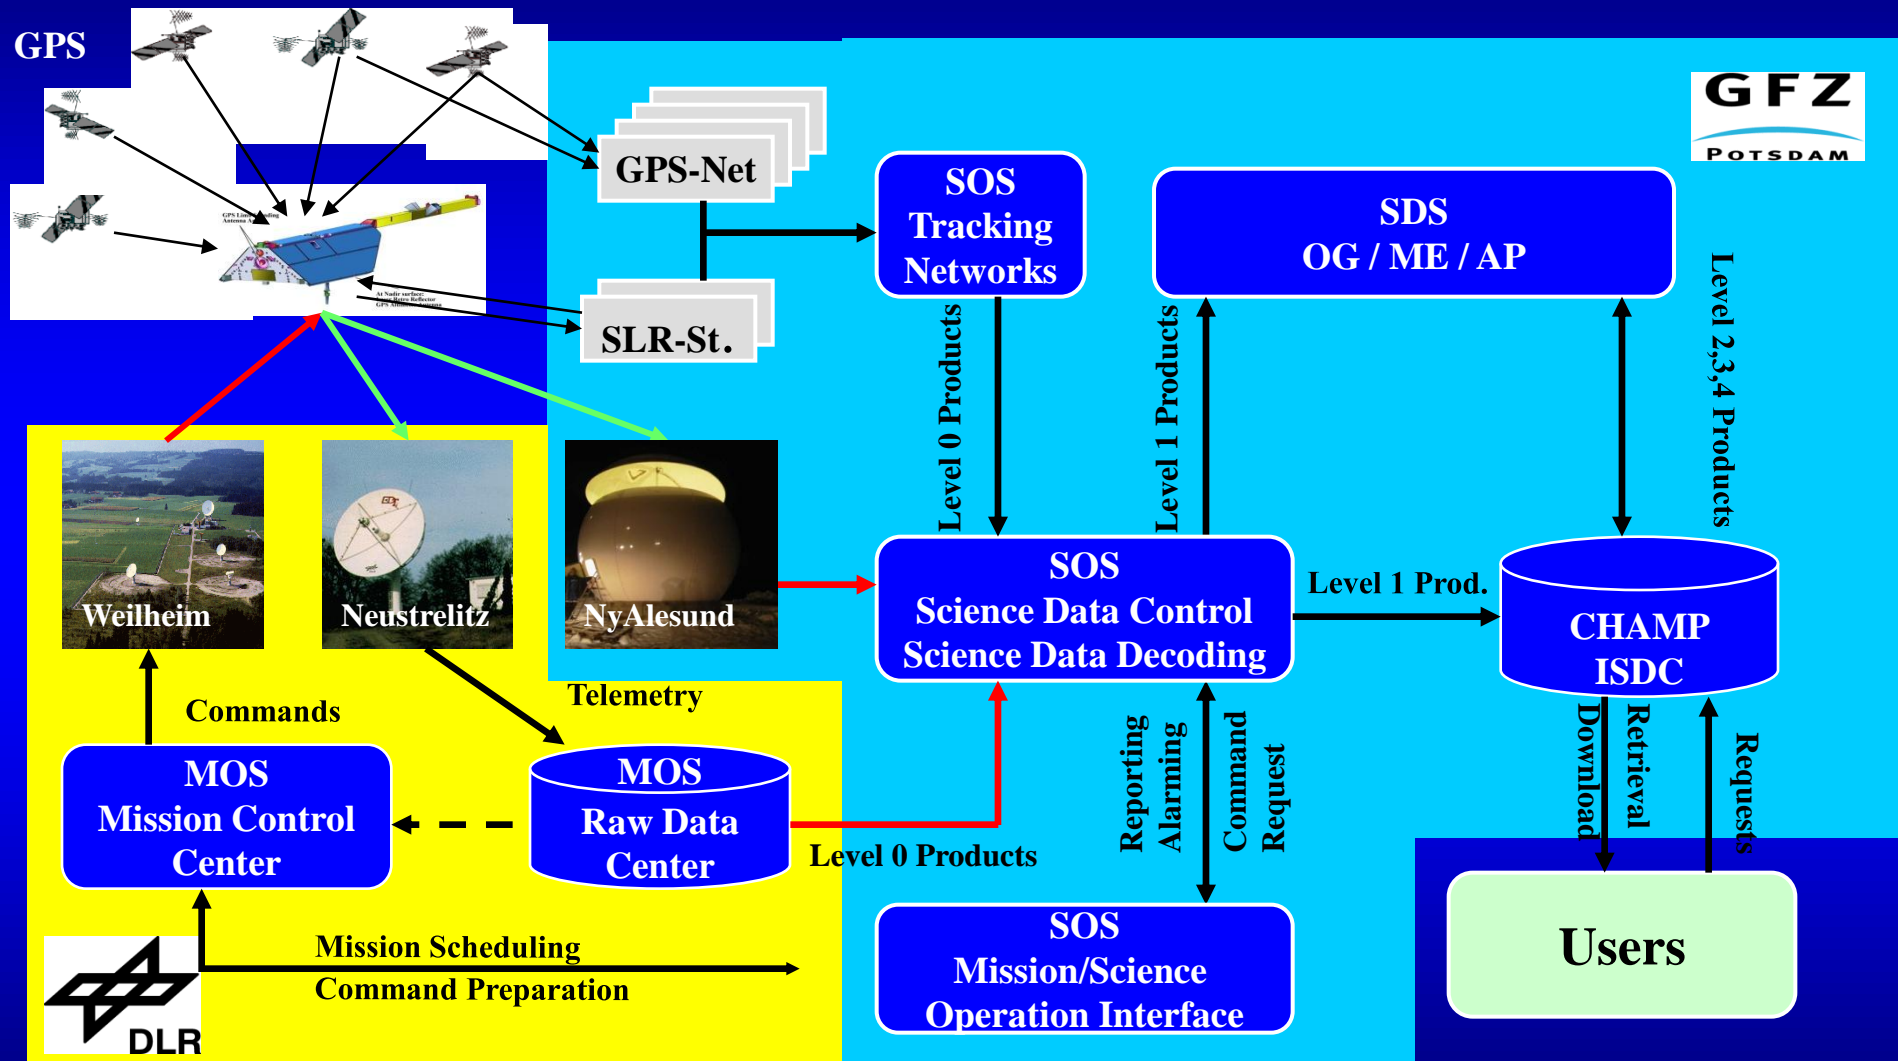 GPS
GFZ
POTSDAM
GPS-Net
SOS
Tracking
Networks
SDS
OG / ME / AP
At Nadir surface:
SLR-St.
Level 0 Products
Level 1 Products
Level 2,3,4 Products
Weilheim
Neustrelitz
NyAlesund
SOS
Science Data Control
Science Data Decoding
Level 1 Prod.
CHAMP
ISDC
Telemetry
Commands
MOS
Mission Control
Center
MOS
Raw Data
Center
Level 0 Products
Reporting
Alarming
Command
Request
Download
Retrieval
Requests
Mission Scheduling
Command Preparation
DLR
SOS
Mission/Science
Operation Interface
Users